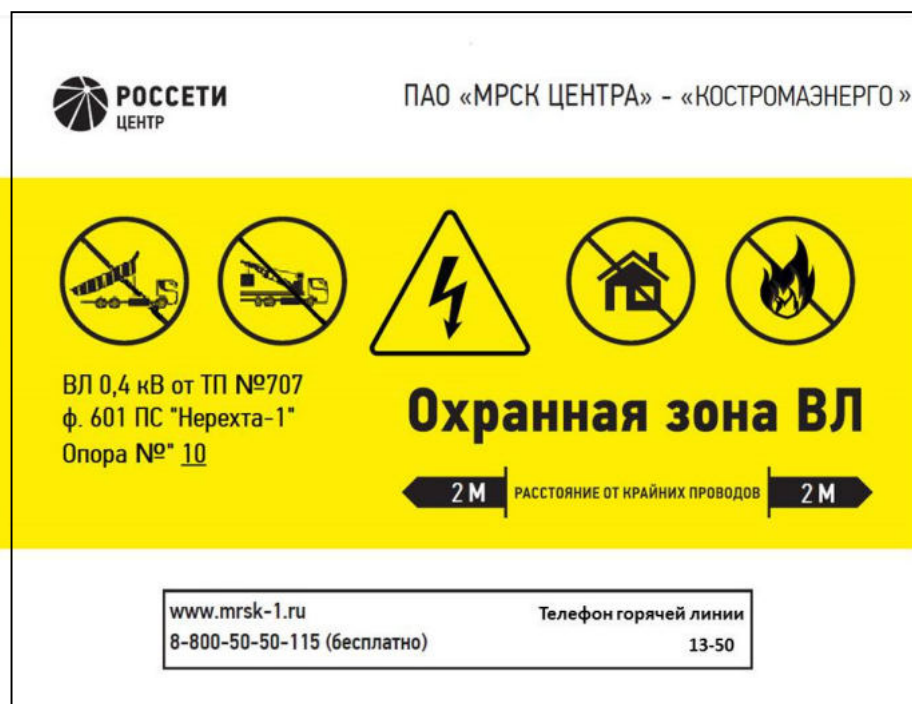 РОССЕТИ
ЦЕНТР
ПАО «МРСК ЦЕНТРА» - «КОСТРОМАЭНЕРГО»
ВЛ 0,4 кВ от ТП №707
ф. 601 ПС "Нерехта-1"
Опора №" 10
Охранная зона ВЛ
2 М РАССТОЯНИЕ ОТ КРАЙНИХ ПРОВОДОВ 2 М
www.mrsk-1.ru
8-800-50-50-115 (бесплатно)
Телефон горячей линии
13-50